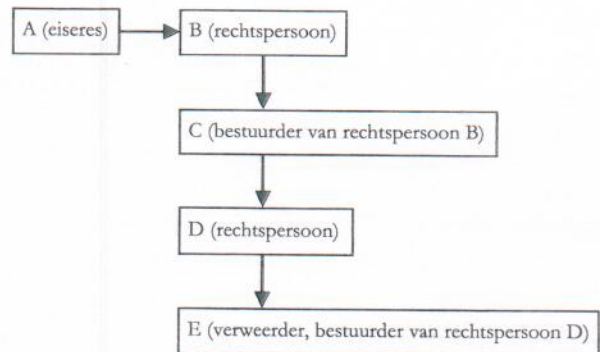 A (eiseres)
B (rechtspersoon)
C (bestuurder van rechtspersoon B)
D (rechtspersoon)
E (verweerder, bestuurder van rechtspersoon D)